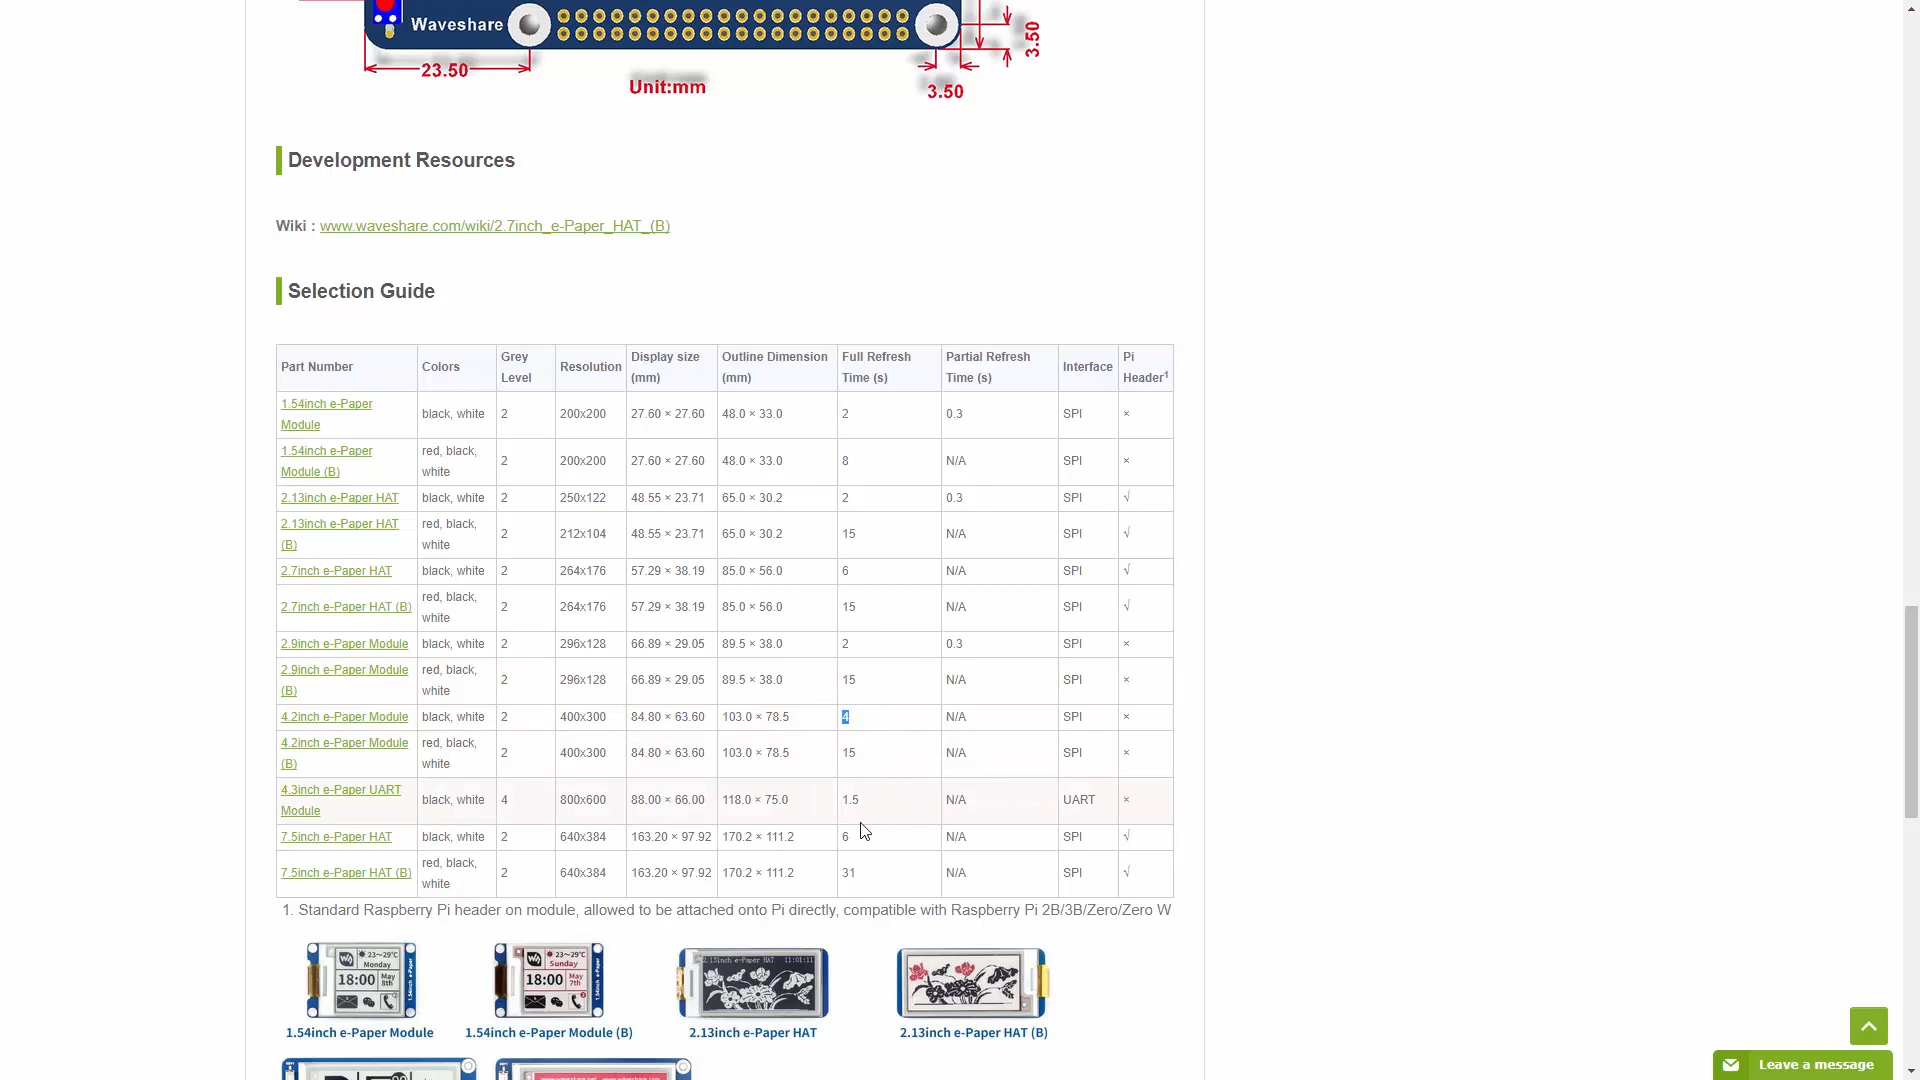 Waveshare
23.50
Unit:mm
3.50
3.50
Development Resources
Wiki : www.waveshare.com/wiki/2.7inch_e-Paper_HAT_(B)
Selection Guide
Part Number Colors Grey Level Resolution Display size (mm) Outline Dimension (mm) Full Refresh Time (s) Partial Refresh Time (s) Interface Pi Header1
1.54inch e-Paper Module black, white 2 200x200 27.60 × 27.60 48.0 × 33.0 2 0.3 SPI ×
1.54inch e-Paper Module (B) red, black, white 2 200x200 27.60 × 27.60 48.0 × 33.0 8 N/A SPI ×
2.13inch e-Paper HAT black, white 2 250x122 48.55 × 23.71 65.0 × 30.2 2 0.3 SPI √
2.13inch e-Paper HAT (B) red, black, white 2 212x104 48.55 × 23.71 65.0 × 30.2 15 N/A SPI √
2.7inch e-Paper HAT black, white 2 264x176 57.29 × 38.19 85.0 × 56.0 6 N/A SPI √
2.7inch e-Paper HAT (B) red, black, white 2 264x176 57.29 × 38.19 85.0 × 56.0 15 N/A SPI √
2.9inch e-Paper Module black, white 2 296x128 66.89 × 29.05 89.5 × 38.0 2 0.3 SPI ×
2.9inch e-Paper Module (B) red, black, white 2 296x128 66.89 × 29.05 89.5 × 38.0 15 N/A SPI ×
4.2inch e-Paper Module black, white 2 400x300 84.80 × 63.60 103.0 × 78.5 4 N/A SPI ×
4.2inch e-Paper Module (B) red, black, white 2 400x300 84.80 × 63.60 103.0 × 78.5 15 N/A SPI ×
4.3inch e-Paper UART Module black, white 4 800x600 88.00 × 66.00 118.0 × 75.0 1.5 N/A UART ×
7.5inch e-Paper HAT black, white 2 640x384 163.20 × 97.92 170.2 × 111.2 6 N/A SPI √
7.5inch e-Paper HAT (B) red, black, white 2 640x384 163.20 × 97.92 170.2 × 111.2 31 N/A SPI √
1. Standard Raspberry Pi header on module, allowed to be attached onto Pi directly, compatible with Raspberry Pi 2B/3B/Zero/Zero W
23~29℃
Monday
18:00
May
8th
23~29℃
Sunday
18:00
May
7th
2.13inch e-Paper HAT 11:01:11
1.54inch e-Paper Module
1.54inch e-Paper Module (B)
2.13inch e-Paper HAT
2.13inch e-Paper HAT (B)
Leave a message